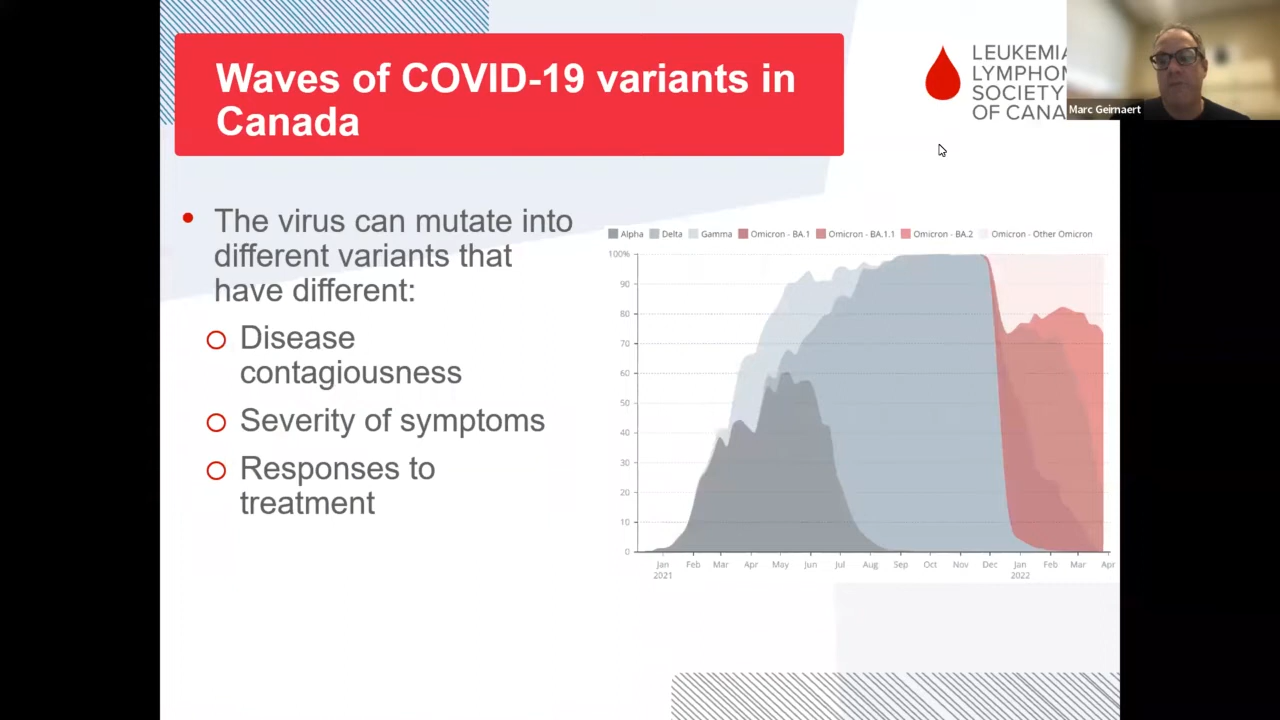 Waves of COVID-19 variants in
Canada
LEUKEMIA
LYMPHOM
SOCIETY
OF CANA
Marc Geirnaert
• The virus can mutate into
different variants that
have different:
Disease
contagiousness
Severity of symptoms
Responses to
treatment
Alpha Delta Gamma Omicron - BA.1 Omicron - BA.1.1 Omicron - BA.2 Omicron - Other Omicron
100%
90
80
70
60
50
40
30
20
10
0
Jan Feb Mar Apr May Jun Jul Aug Sep Oct Nov Dec Jan Feb Mar Apr
2021 2022